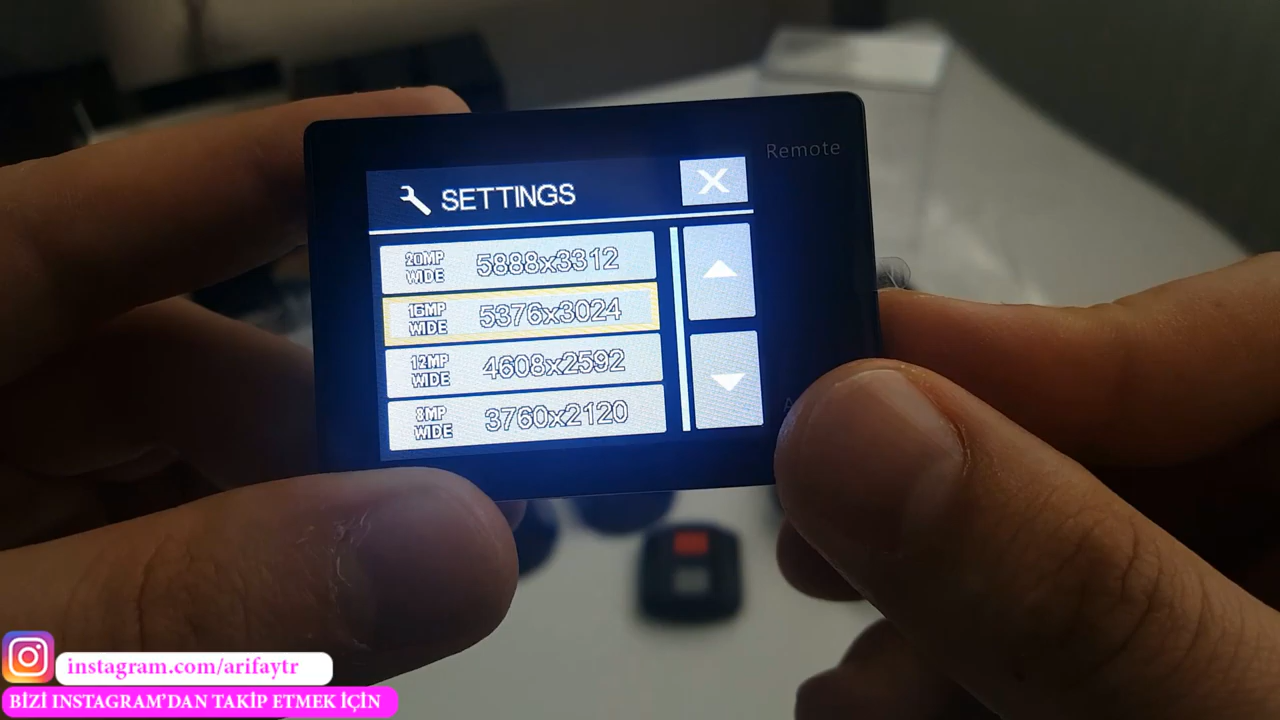 Remote
SETTINGS
X
20MP WIDE 5888x3312
16MP WIDE 5376x3024
12MP WIDE 4608x2592
8MP WIDE 3760x2120
instagram.com/arifaytr
BİZİ INSTAGRAM'DAN TAKİP ETMEK İÇİN